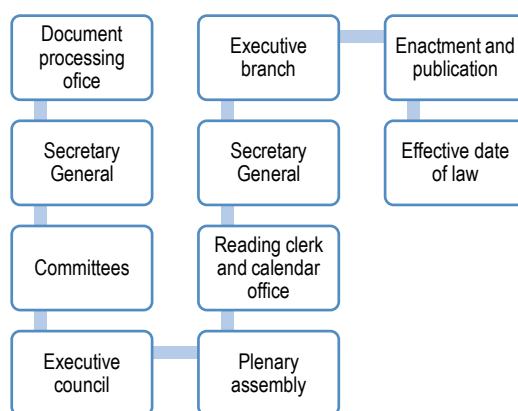 Document
processing
ofice
Secretary
General
Committees
Executive
council
Plenary
assembly
Reading clerk
and calendar
office
Secretary
General
Executive
branch
Enactment and
publication
Effective date
of law